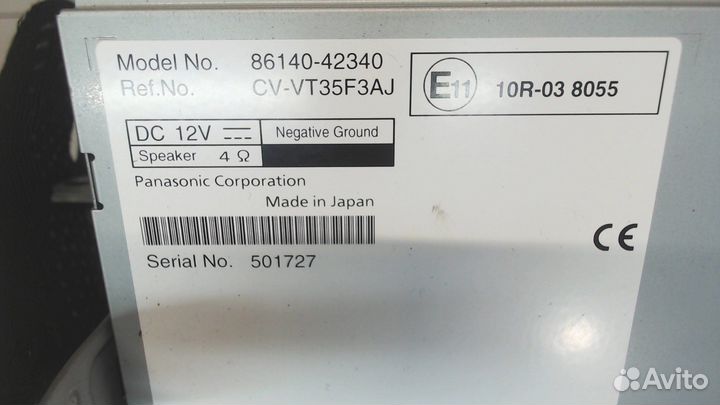 Model No. 86140-42340
Ref.No. CV-VT35F3AJ
E11 10R-03 8055
DC 12V Negative Ground
Speaker 4 Ω
Panasonic Corporation
Made in Japan
CE
Serial No. 501727
Avito